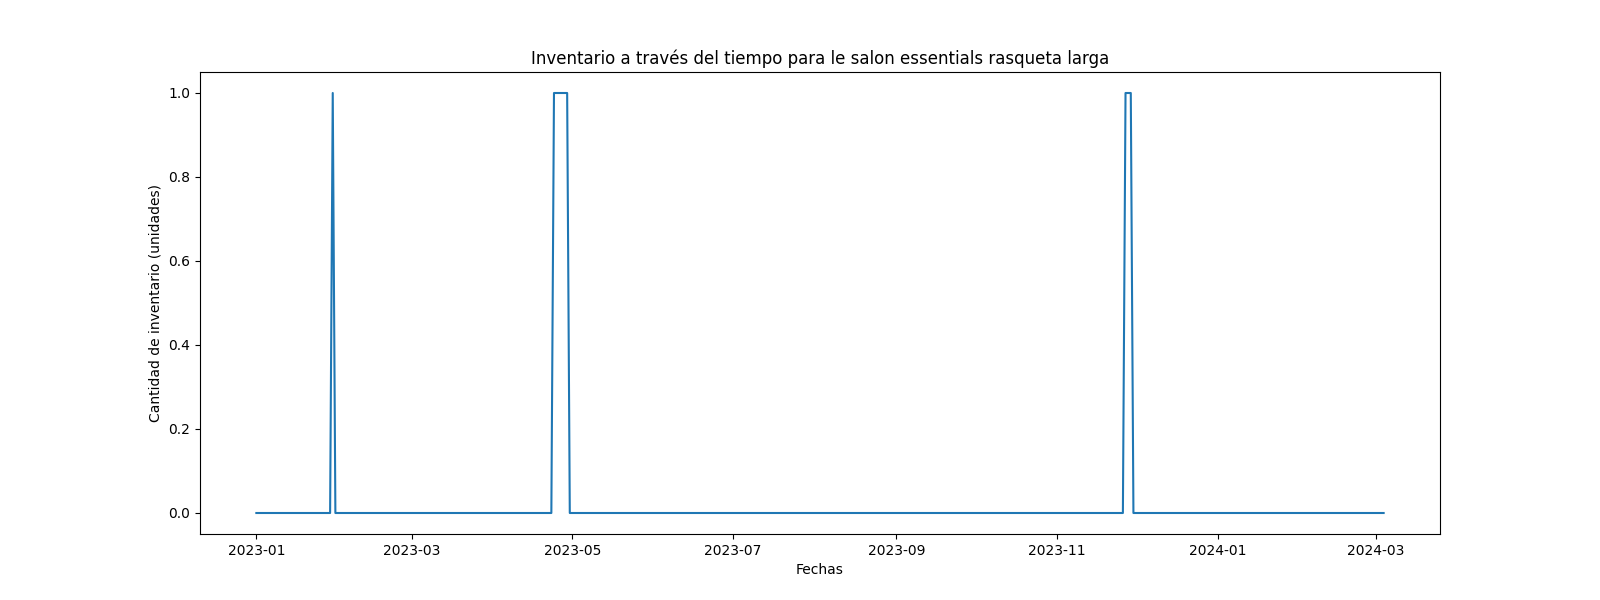 Inventario a través del tiempo para le salon essentials rasqueta larga
1.0
0.8
0.6
0.4
0.2
0.0
Cantidad de inventario (unidades)
2023-01 2023-03 2023-05 2023-07 2023-09 2023-11 2024-01 2024-03
Fechas